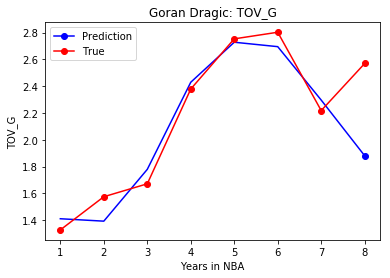 Goran Dragic: TOV_G
Prediction
True
TOV_G
2.8
2.6
2.4
2.2
2.0
1.8
1.6
1.4
1 2 3 4 5 6 7 8
Years in NBA